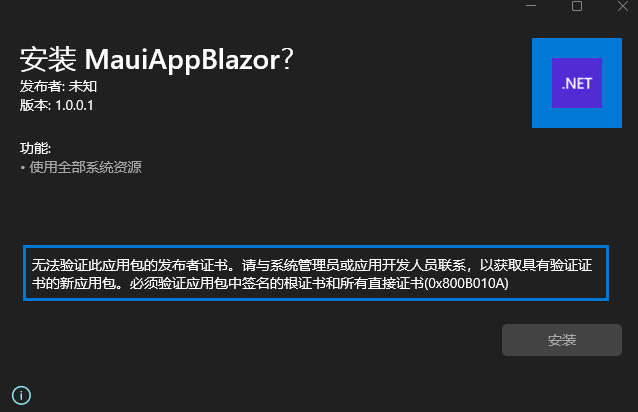 安装 MauiAppBlazor?
发布者: 未知
版本: 1.0.0.1
.NET
功能:
• 使用全部系统资源
无法验证此应用包的发布者证书。请与系统管理员或应用开发人员联系，以获取具有验证证
书的新应用包。必须验证应用包中签名的根证书和所有直接证书(0x800B010A)
安装